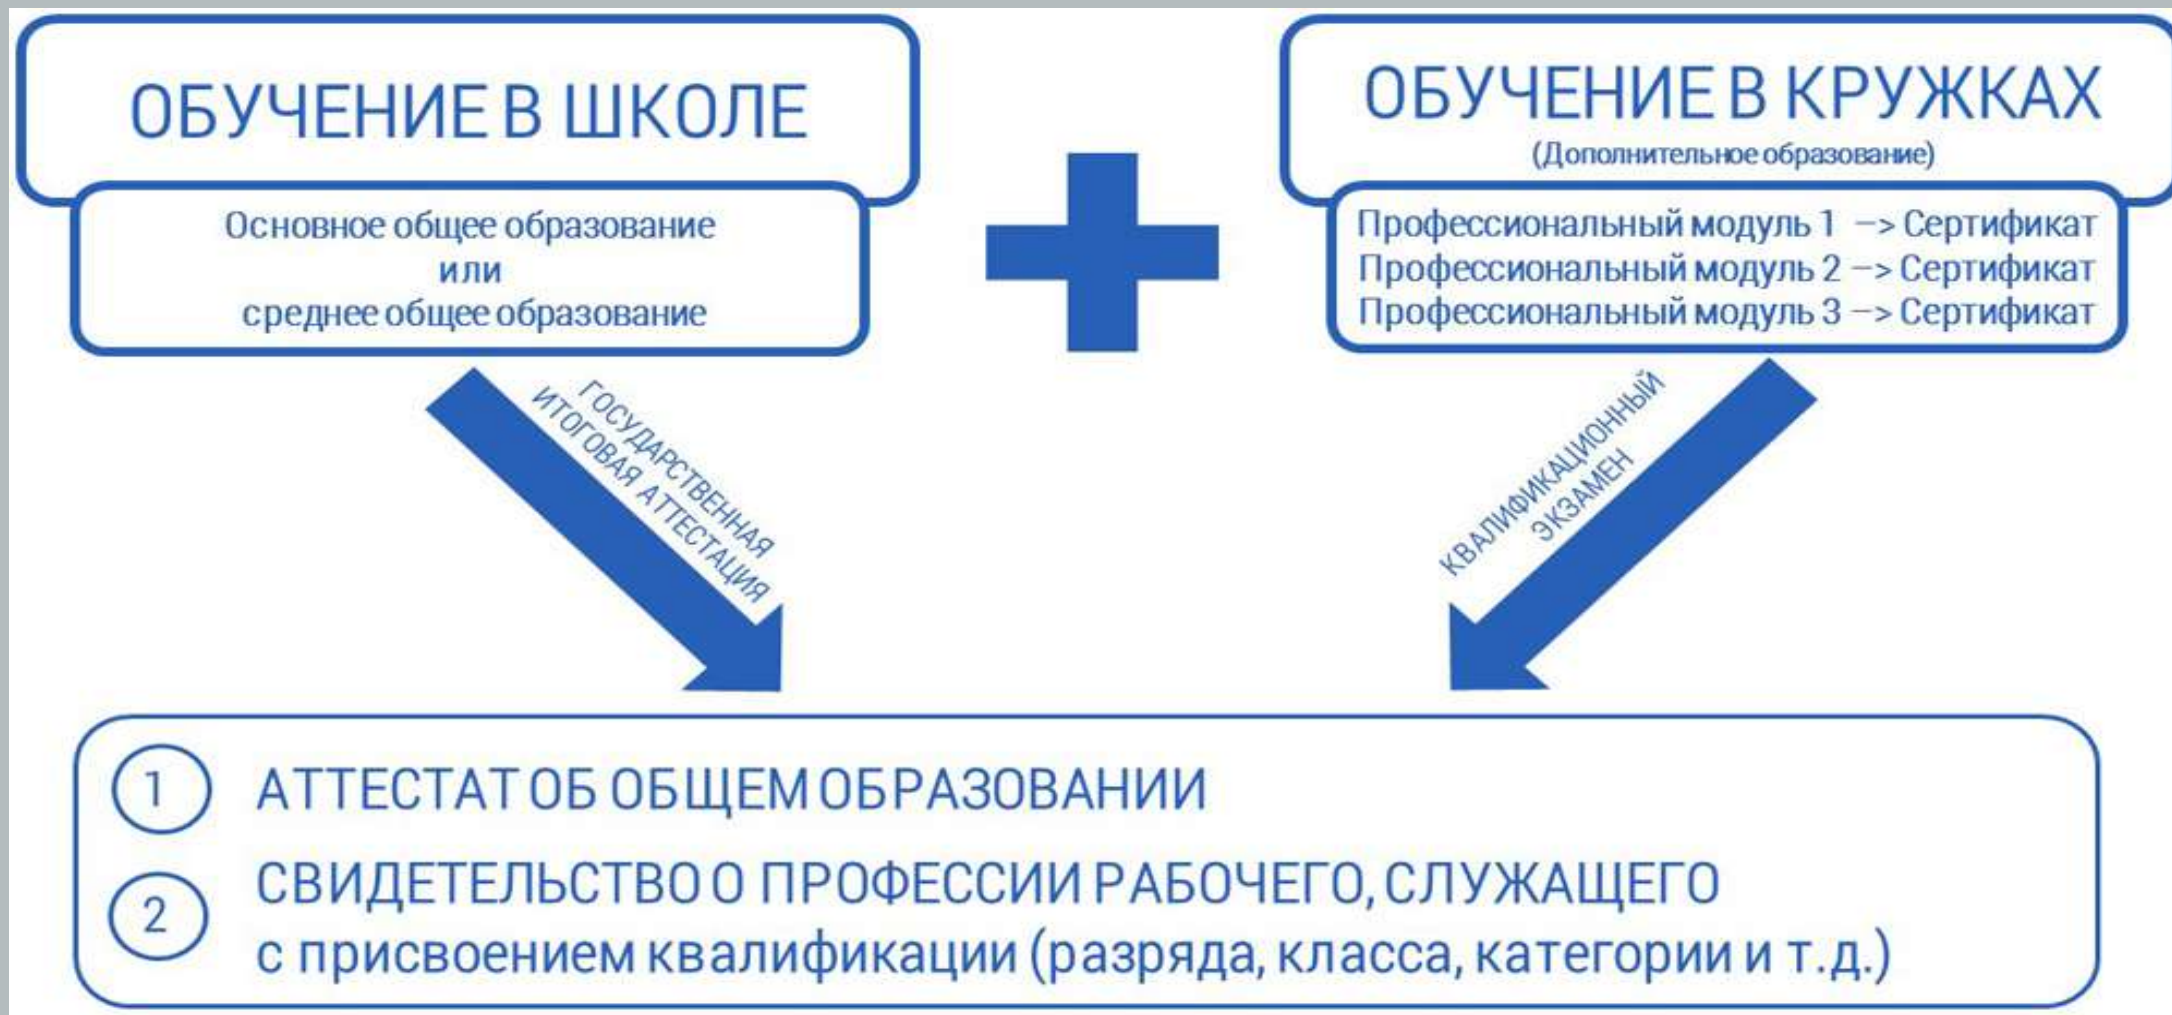 ОБУЧЕНИЕ В ШКОЛЕ
Основное общее образование
или
среднее общее образование
ОБУЧЕНИЕ В КРУЖКАХ
(Дополнительное образование)
Профессиональный модуль 1 —> Сертификат
Профессиональный модуль 2 —> Сертификат
Профессиональный модуль 3 —> Сертификат
ГОСУДАРСТВЕННАЯ
ИТОГОВАЯ АТТЕСТАЦИЯ
КВАЛИФИКАЦИОННЫЙ
ЭКЗАМЕН
1 АТТЕСТАТ ОБ ОБЩЕМ ОБРАЗОВАНИИ
2 СВИДЕТЕЛЬСТВО О ПРОФЕССИИ РАБОЧЕГО, СЛУЖАЩЕГО
с присвоением квалификации (разряда, класса, категории и т.д.)